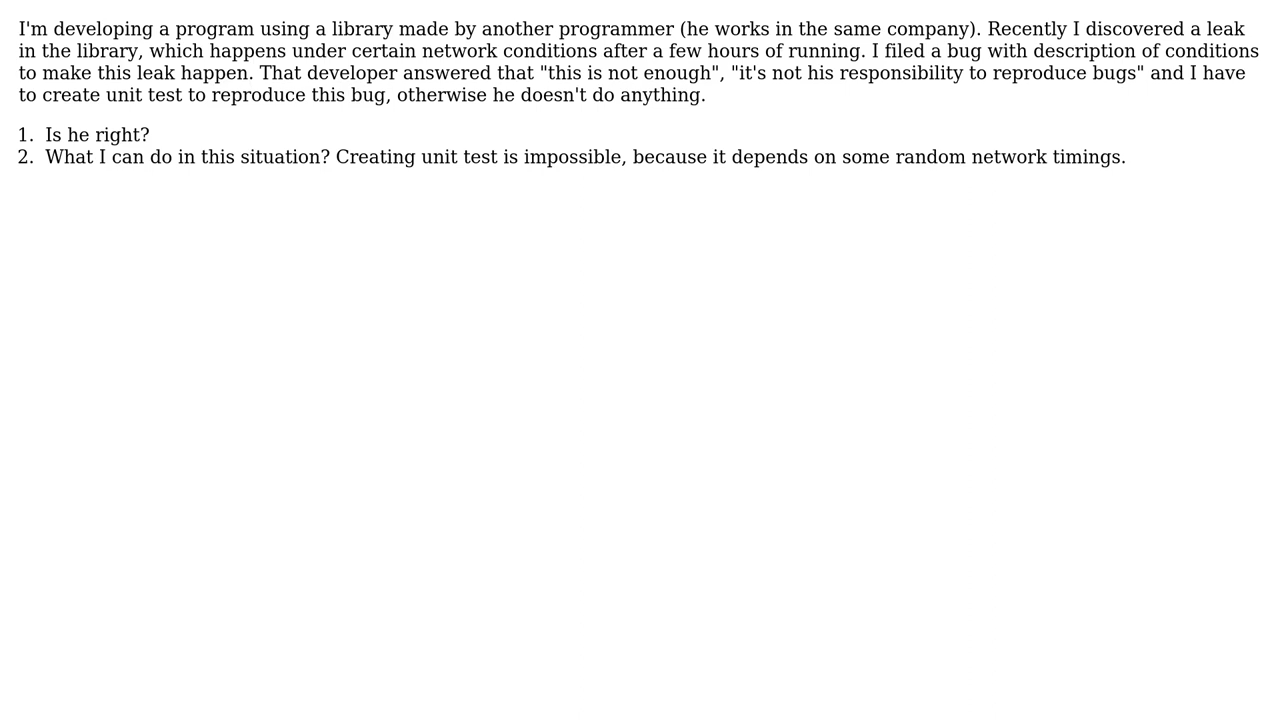 I'm developing a program using a library made by another programmer (he works in the same company). Recently I discovered a leak
in the library, which happens under certain network conditions after a few hours of running. I filed a bug with description of conditions
to make this leak happen. That developer answered that "this is not enough", "it's not his responsibility to reproduce bugs" and I have
to create unit test to reproduce this bug, otherwise he doesn't do anything.
1. Is he right?
2. What I can do in this situation? Creating unit test is impossible, because it depends on some random network timings.